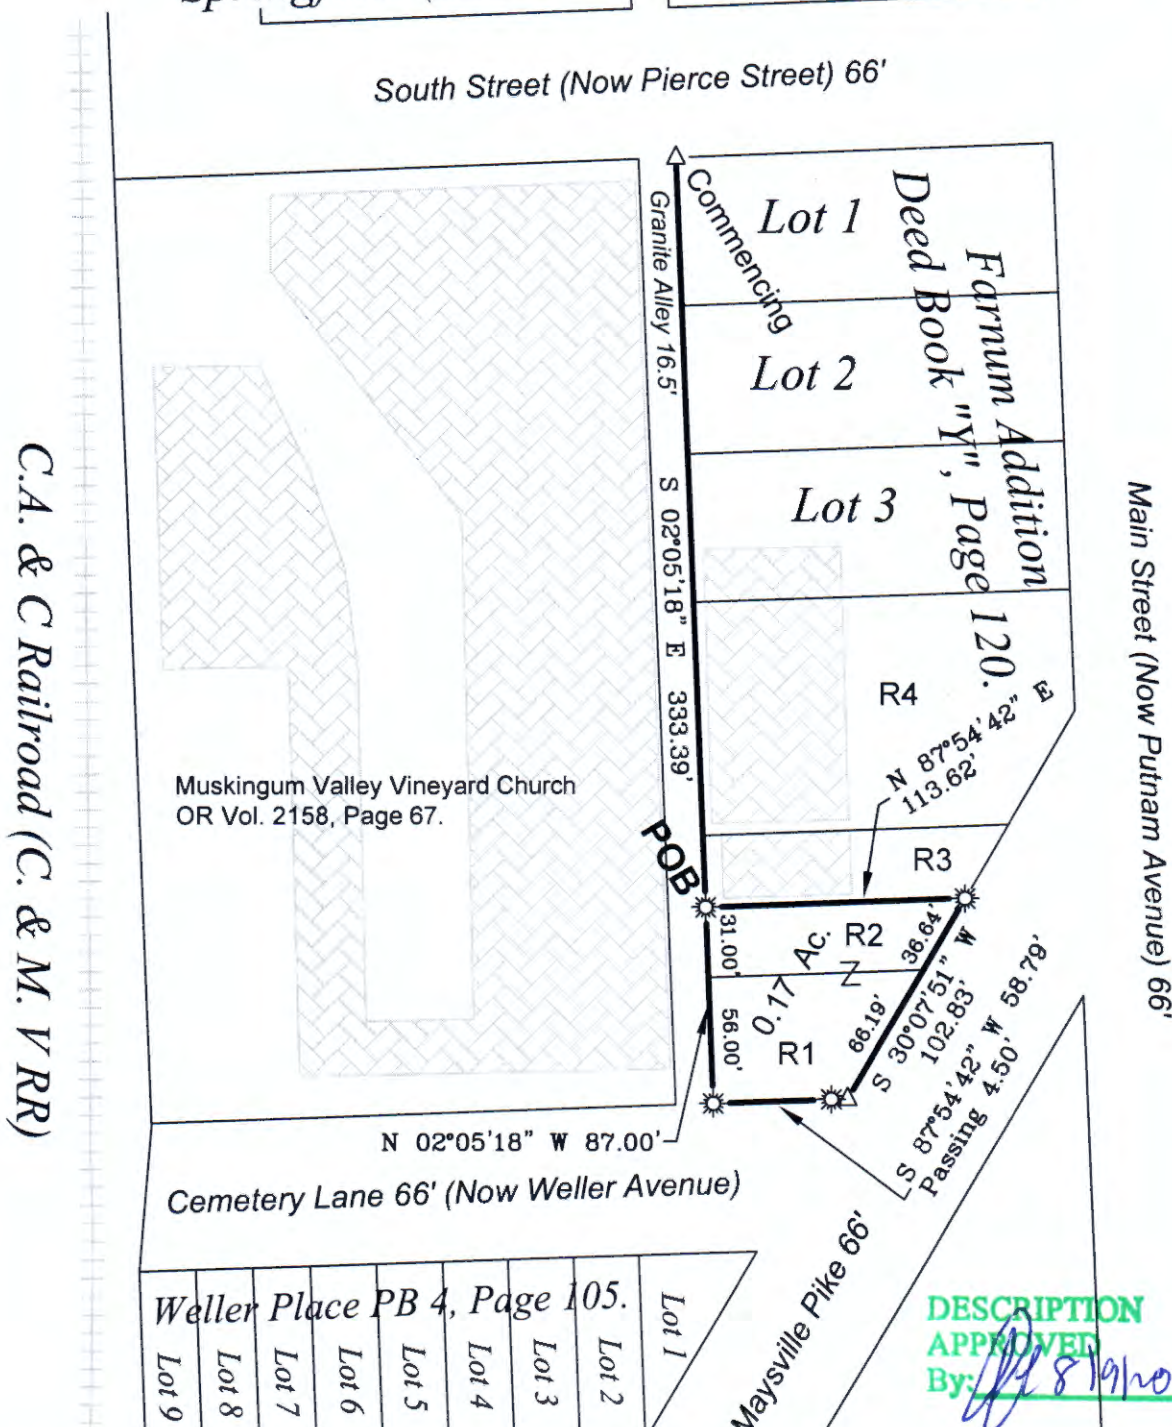 South Street (Now Pierce Street) 66'
Commencing
Granite Alley 16.5'
S 02°05'18" E 333.39'
Lot 1
Lot 2
Lot 3
Farnum Addition
Deed Book "Y", Page 120.
Main Street (Now Putnam Avenue) 66'
C.A. & C Railroad (C. & M. V RR)
R4
N 87°54'42" E
113.62'
Muskingum Valley Vineyard Church
OR Vol. 2158, Page 67.
POB
R3
R2
31.00'
0.17 Ac.
36.64'
Z
R1
56.00'
66.19'
S 30°07'51" W
102.83'
S 87°54'42" W 58.79'
Passing 4.50'
N 02°05'18" W 87.00'
Cemetery Lane 66' (Now Weller Avenue)
Maysville Pike 66'
Weller Place PB 4, Page 105.
Lot 9
Lot 8
Lot 7
Lot 6
Lot 5
Lot 4
Lot 3
Lot 2
Lot 1
DESCRIPTION
APPROVED
By: